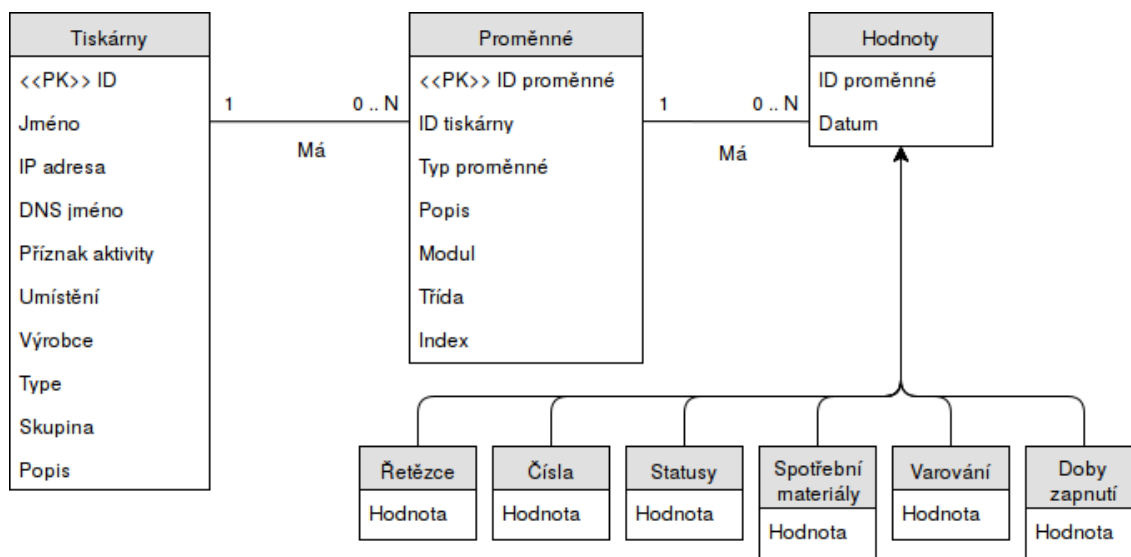 Tiskárny
<<PK>> ID
Jméno
IP adresa
DNS jméno
Příznak aktivity
Umístění
Výrobce
Type
Skupina
Popis
1
0 .. N
Má
Proměnné
<<PK>> ID proměnné
ID tiskárny
Typ proměnné
Popis
Modul
Třída
Index
1
0 .. N
Má
Hodnoty
ID proměnné
Datum
Řetězce
Hodnota
Čísla
Hodnota
Statusy
Hodnota
Spotřební
materiály
Hodnota
Varování
Hodnota
Doby
zapnutí
Hodnota